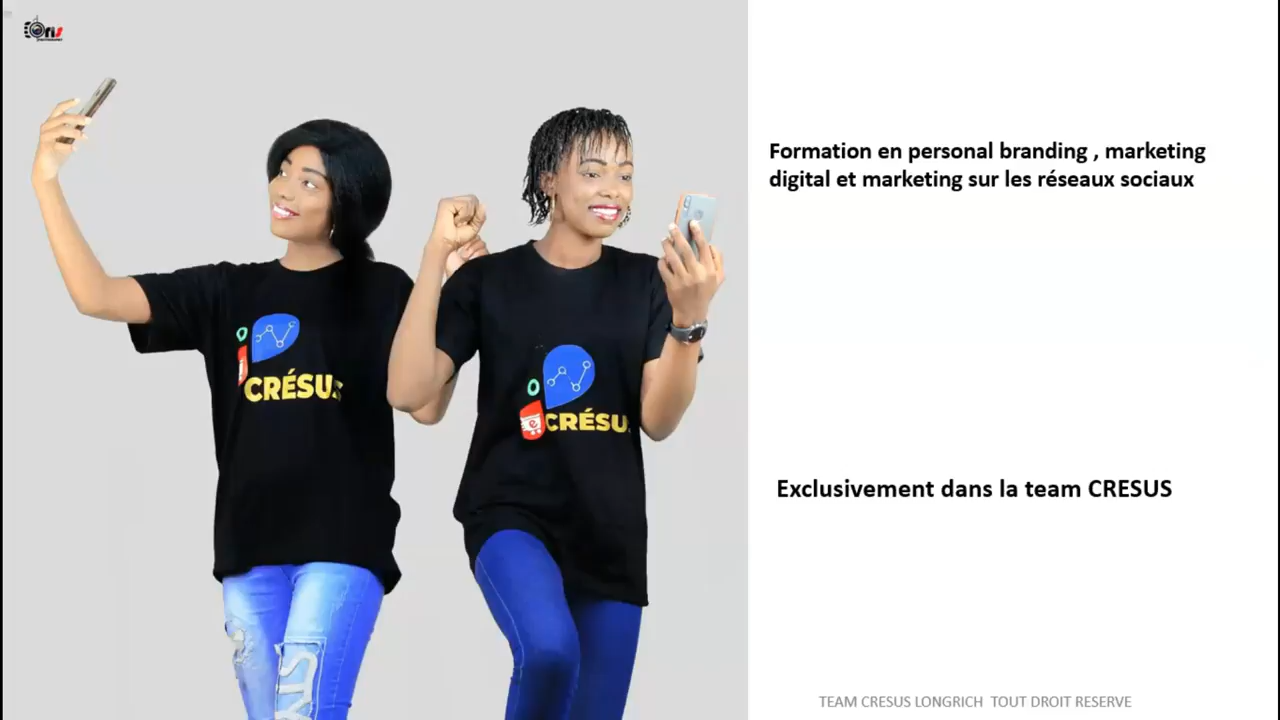 Formation en personal branding , marketing
digital et marketing sur les réseaux sociaux
CRÉSUS
e
CRÉSU
Exclusivement dans la team CRESUS
TEAM CRESUS LONGRICH TOUT DROIT RESERVE